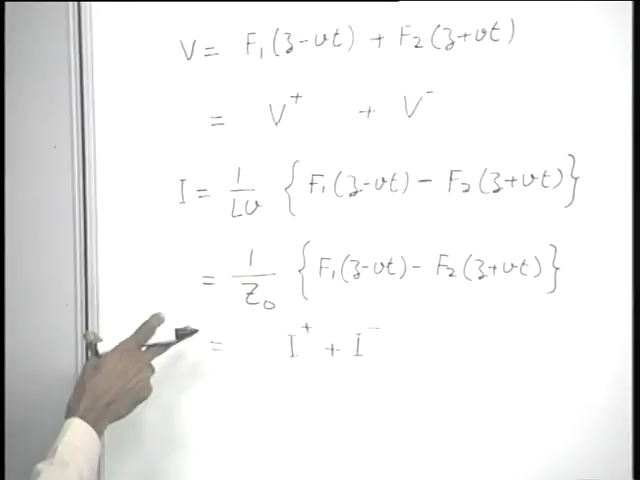 V = F₁(z-vt) + F₂(z+vt)
= V⁺ + V⁻
I = 1/Lv { F₁(z-vt) - F₂(z+vt) }
= 1/Z₀ { F₁(z-vt) - F₂(z+vt) }
= I⁺ + I⁻